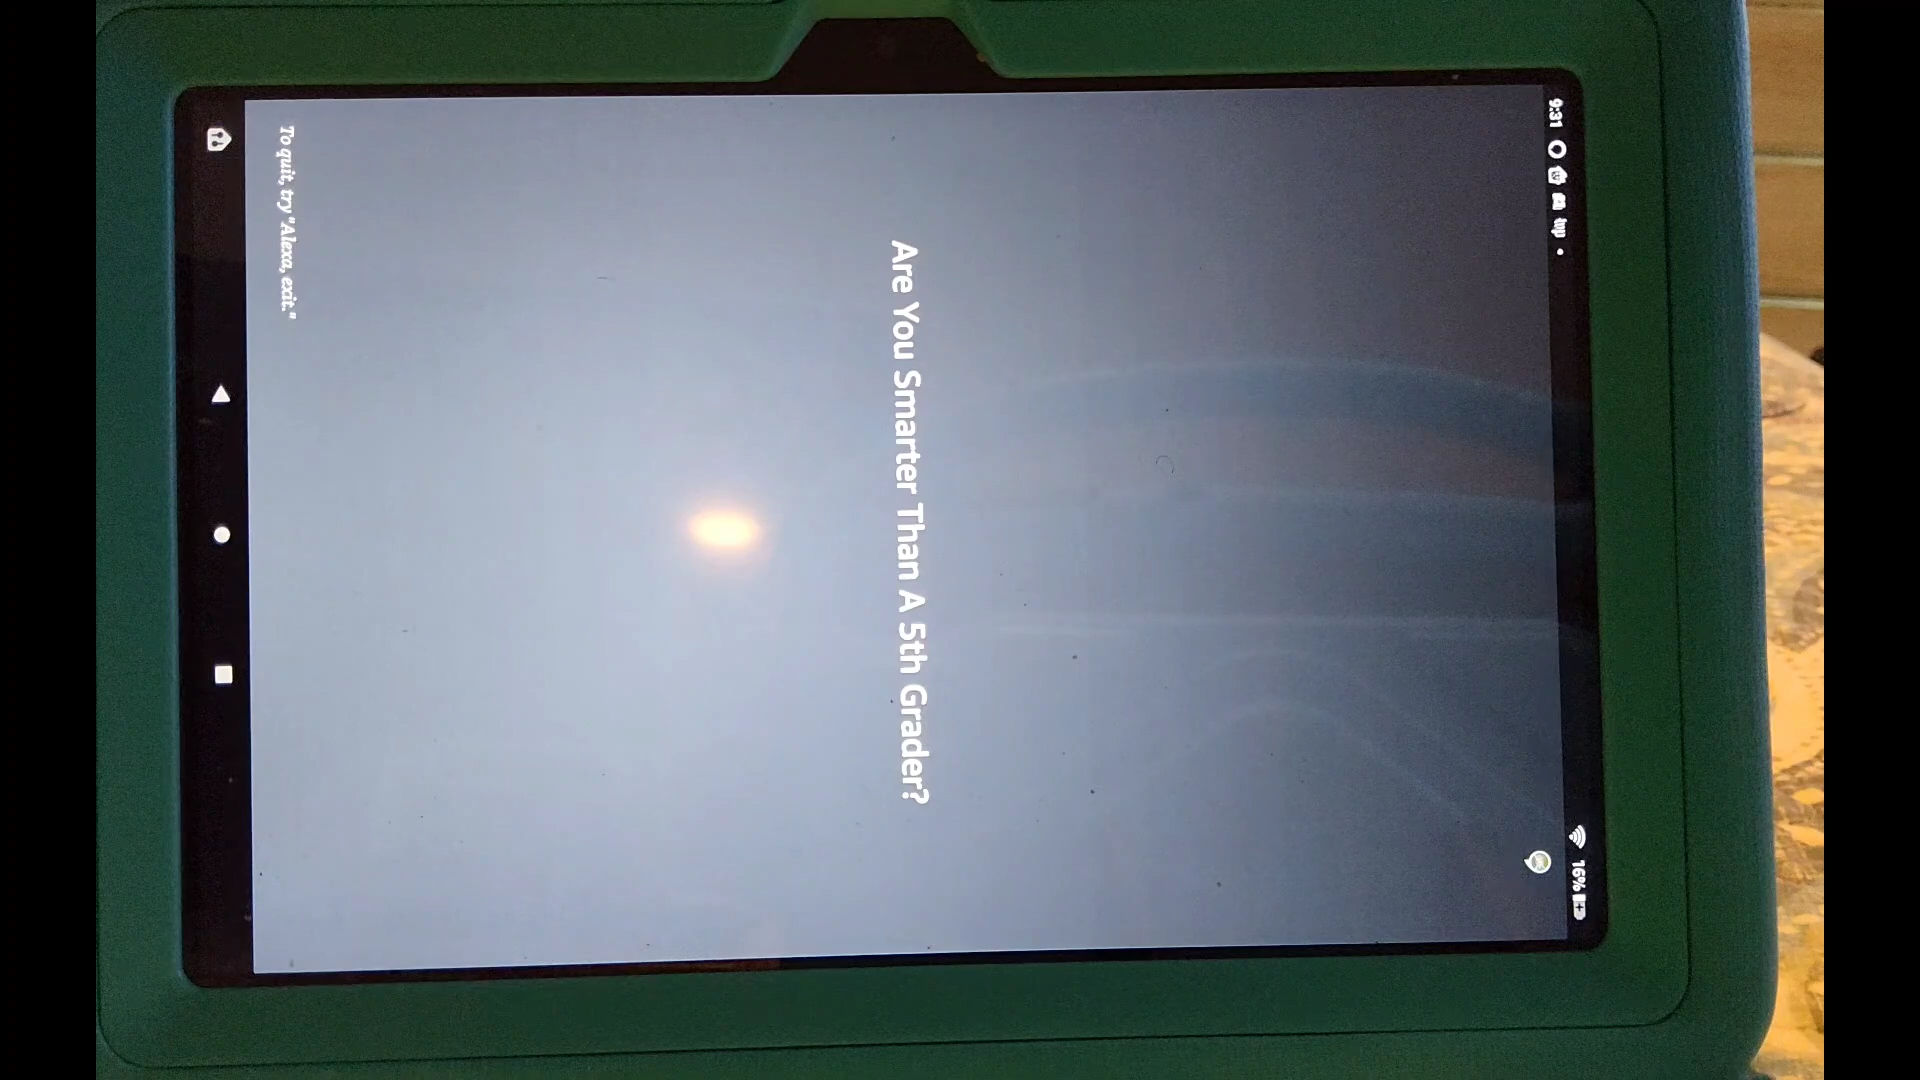 9:31
16%
Are You Smarter Than A 5th Grader?
To quit, try "Alexa, exit."